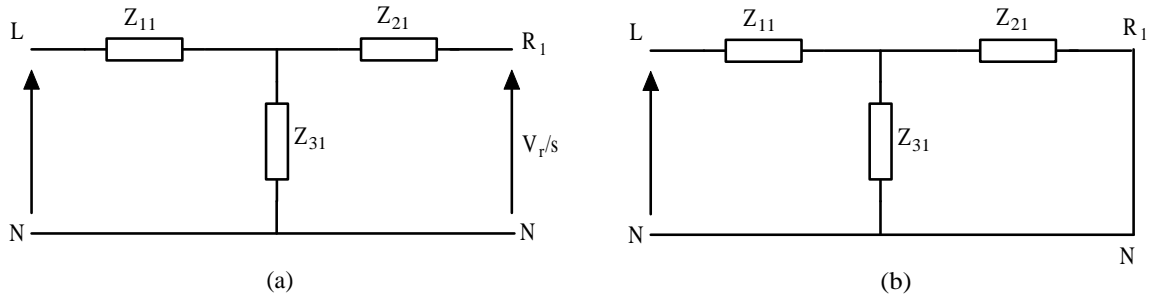 L Z₁₁ Z₂₁ R₁
Z₃₁
Vᵣ/s
N N
(a)
L Z₁₁ Z₂₁ R₁
Z₃₁
N
N
(b)